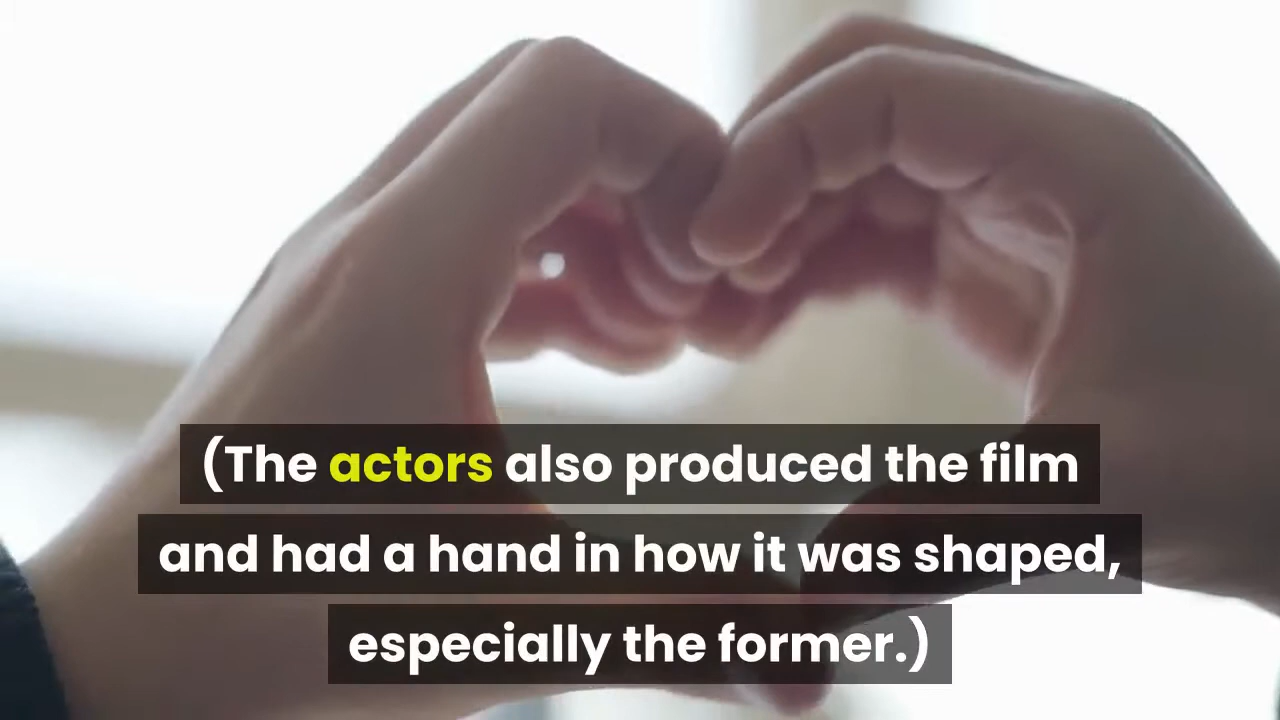 (The actors also produced the film
and had a hand in how it was shaped,
especially the former.)